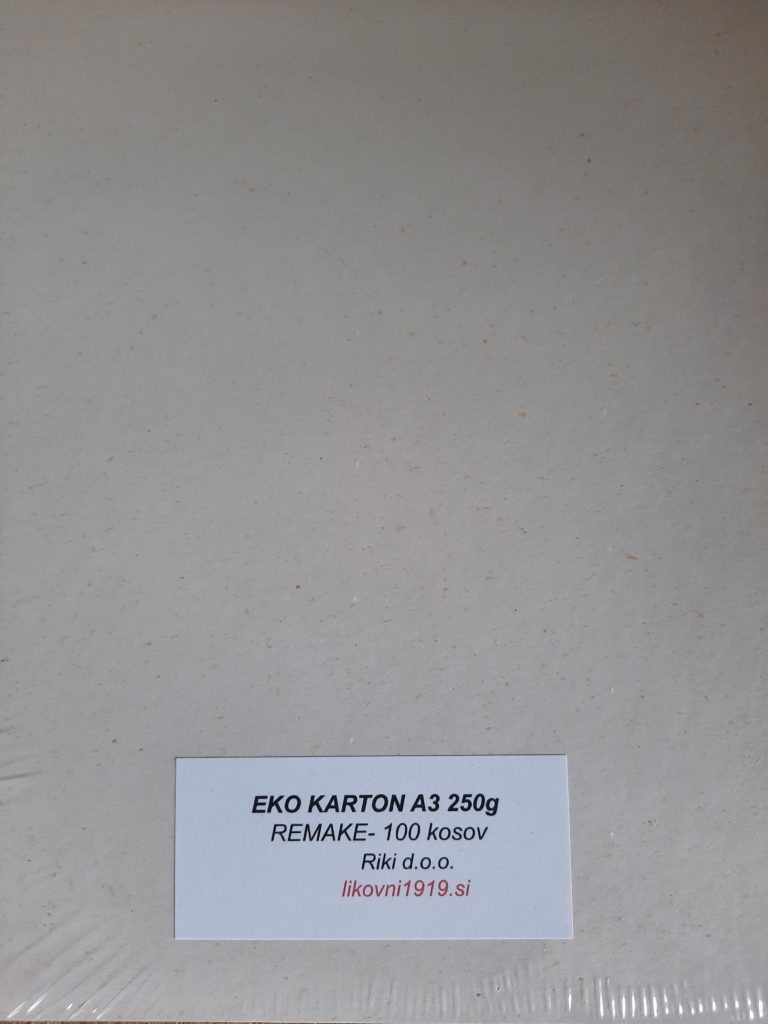 EKO KARTON A3 250g
REMAKE- 100 kosov
Riki d.o.o.
likovni1919.si